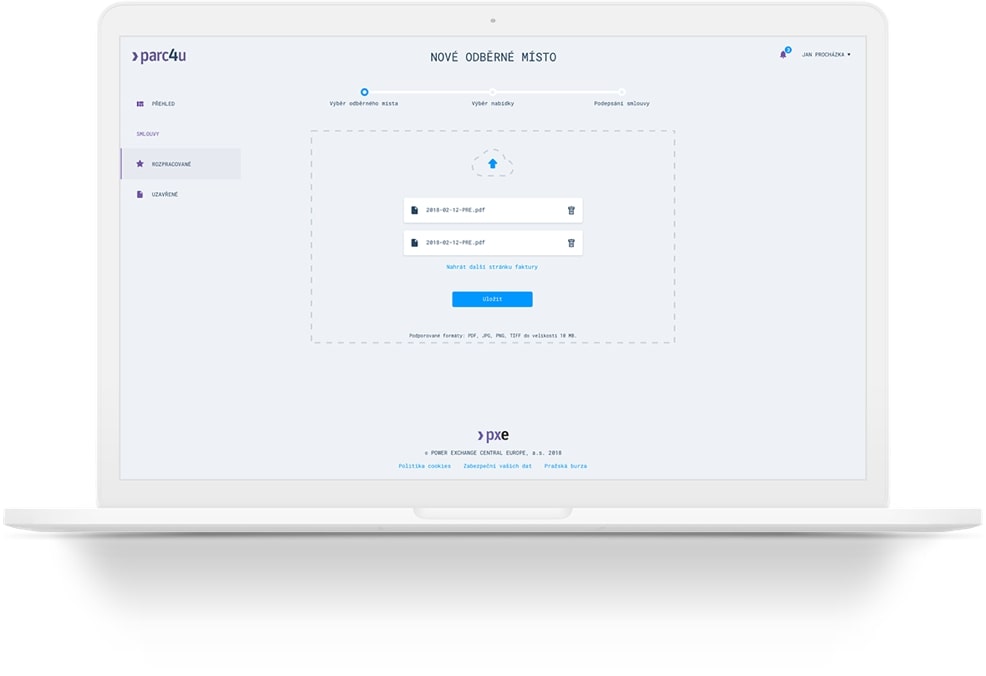 parc4u
NOVÉ ODBĚRNÉ MÍSTO
3
JAN PROCHÁZKA
PŘEHLED
SMLOUVY
ROZPRACOVANÉ
UZAVŘENÉ
Výběr odběrného místa
Výběr nabídky
Podepsání smlouvy
2018-02-12-PRE.pdf
2018-02-12-PRE.pdf
Nahrát další stránku faktury
Uložit
Podporované formáty: PDF, JPG, PNG, TIFF do velikosti 10 MB.
pxe
© POWER EXCHANGE CENTRAL EUROPE, a.s. 2018
Politika cookies Zabezpeční vašich dat Pražská burza